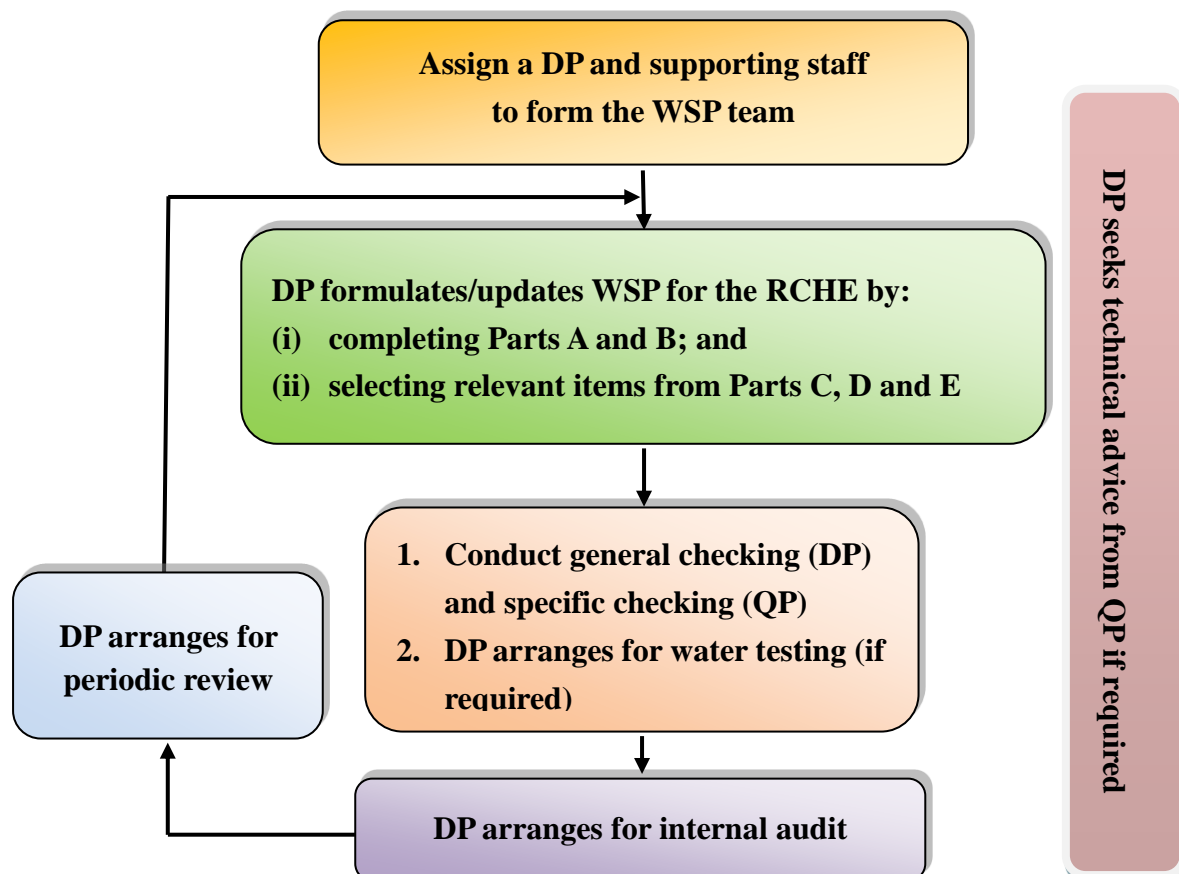 Assign a DP and supporting staff
to form the WSP team
DP formulates/updates WSP for the RCHE by:
(i) completing Parts A and B; and
(ii) selecting relevant items from Parts C, D and E
1. Conduct general checking (DP)
and specific checking (QP)
2. DP arranges for water testing (if
required)
DP arranges for internal audit
DP arranges for
periodic review
DP seeks technical advice from QP if required